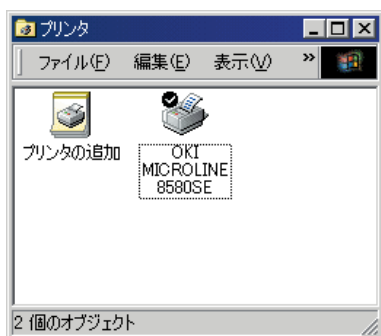 プリンタ
ファイル(F) 編集(E) 表示(V) »
プリンタの追加
OKI
MICROLINE
8580SE
2 個のオブジェクト